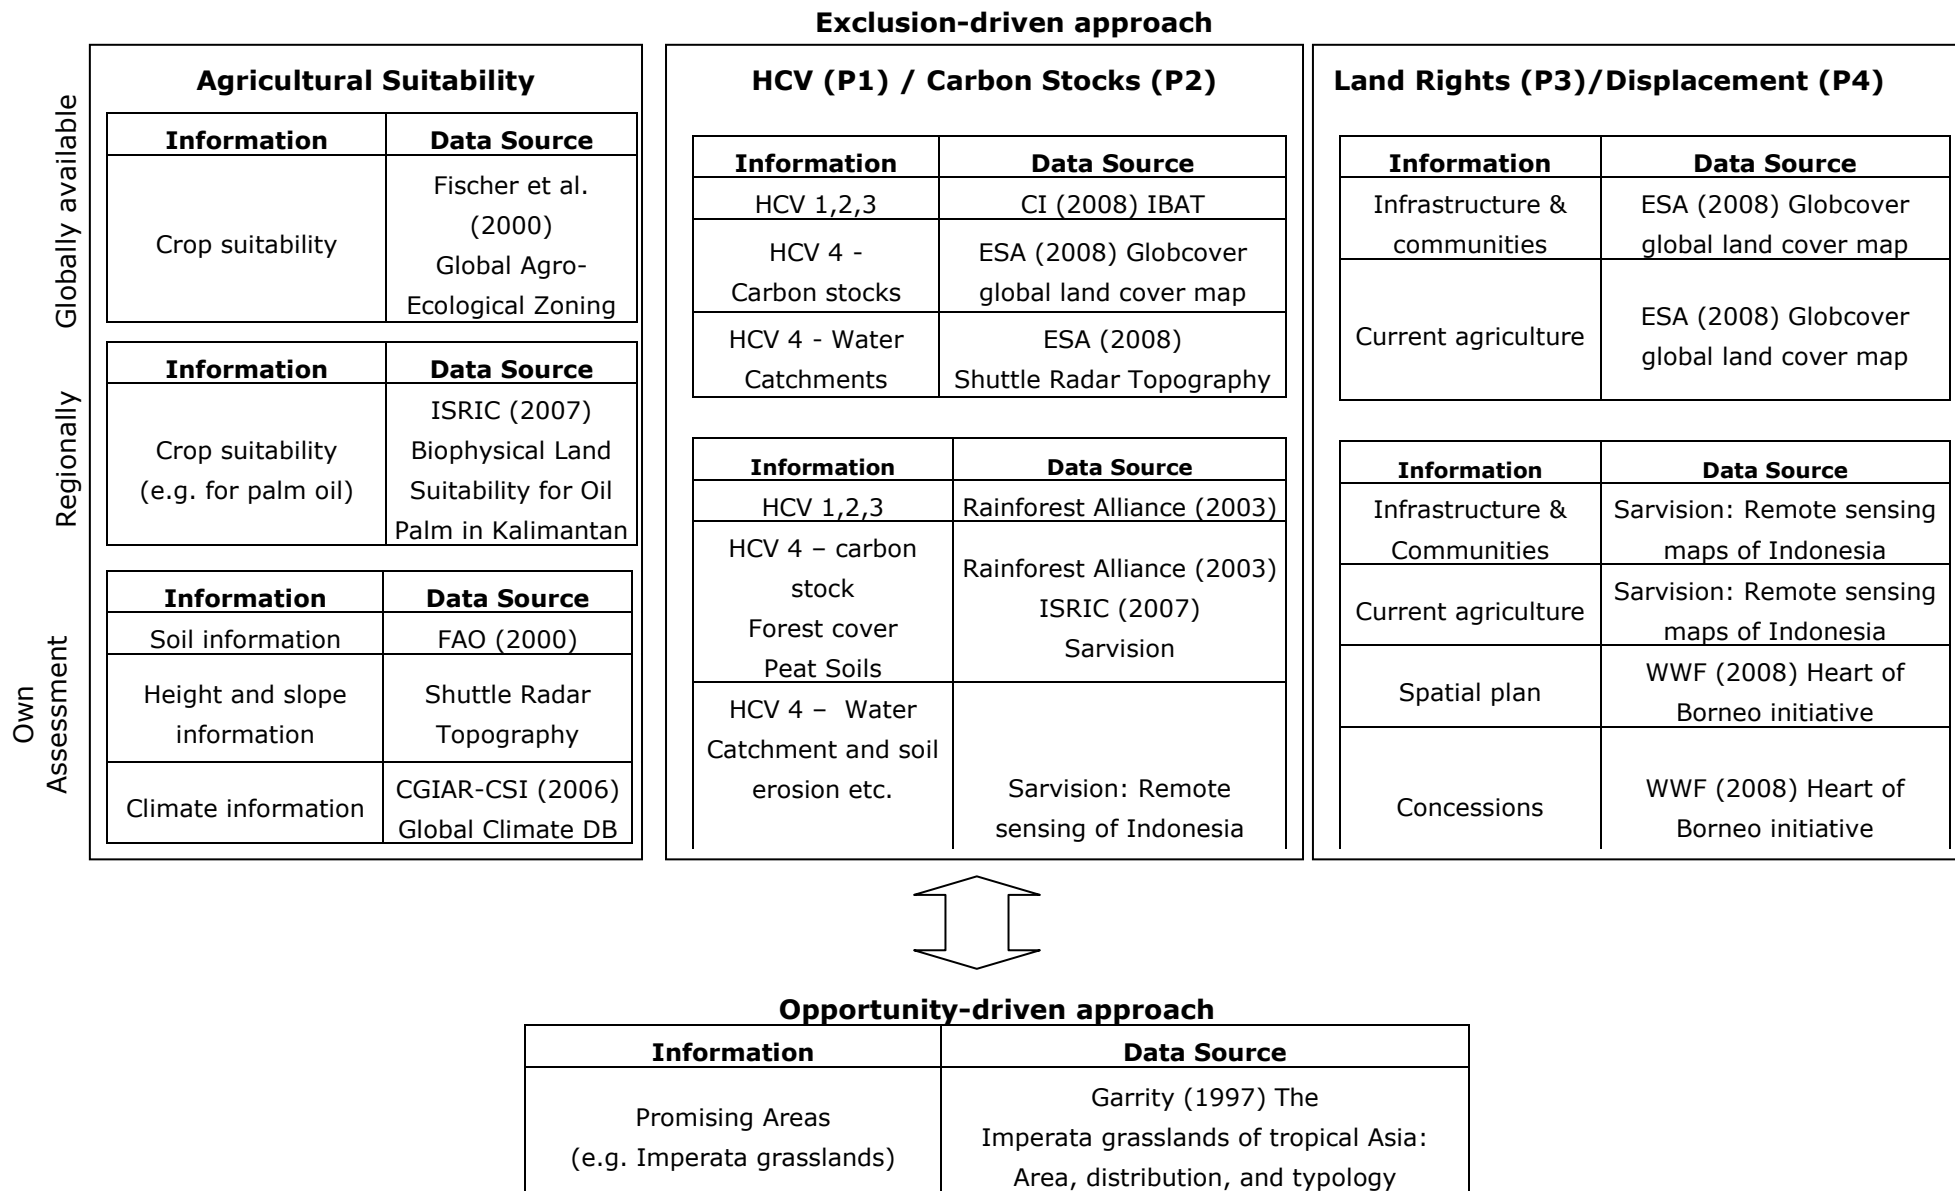 Exclusion-driven approach
Globally available
Regionally
Own
Assessment
Agricultural Suitability
Information Data Source
Crop suitability
Fischer et al.
(2000)
Global Agro-
Ecological Zoning
Information Data Source
Crop suitability
(e.g. for palm oil)
ISRIC (2007)
Biophysical Land
Suitability for Oil
Palm in Kalimantan
Information Data Source
Soil information FAO (2000)
Height and slope
information
Shuttle Radar
Topography
Climate information
CGIAR-CSI (2006)
Global Climate DB
HCV (P1) / Carbon Stocks (P2)
Information Data Source
HCV 1,2,3 CI (2008) IBAT
HCV 4 -
Carbon stocks
ESA (2008) Globcover
global land cover map
HCV 4 - Water
Catchments
ESA (2008)
Shuttle Radar Topography
Information Data Source
HCV 1,2,3 Rainforest Alliance (2003)
HCV 4 – carbon
stock
Forest cover
Peat Soils
Rainforest Alliance (2003)
ISRIC (2007)
Sarvision
HCV 4 – Water
Catchment and soil
erosion etc.
Sarvision: Remote
sensing of Indonesia
Land Rights (P3)/Displacement (P4)
Information Data Source
Infrastructure &
communities
ESA (2008) Globcover
global land cover map
Current agriculture
ESA (2008) Globcover
global land cover map
Information Data Source
Infrastructure &
Communities
Sarvision: Remote sensing
maps of Indonesia
Current agriculture
Sarvision: Remote sensing
maps of Indonesia
Spatial plan
WWF (2008) Heart of
Borneo initiative
Concessions
WWF (2008) Heart of
Borneo initiative
Opportunity-driven approach
Information Data Source
Promising Areas
(e.g. Imperata grasslands)
Garrity (1997) The
Imperata grasslands of tropical Asia:
Area, distribution, and typology